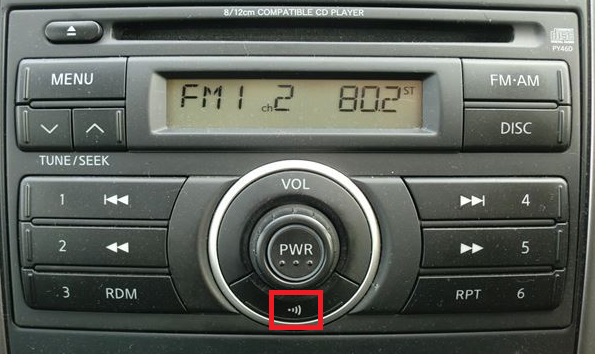 8/12cm COMPATIBLE CD PLAYER
disc
PY46D
MENU
FM1 ch 2 80.2 ST
FM·AM
DISC
TUNE/SEEK
VOL
1
4
PWR
2
5
3 RDM
RPT 6